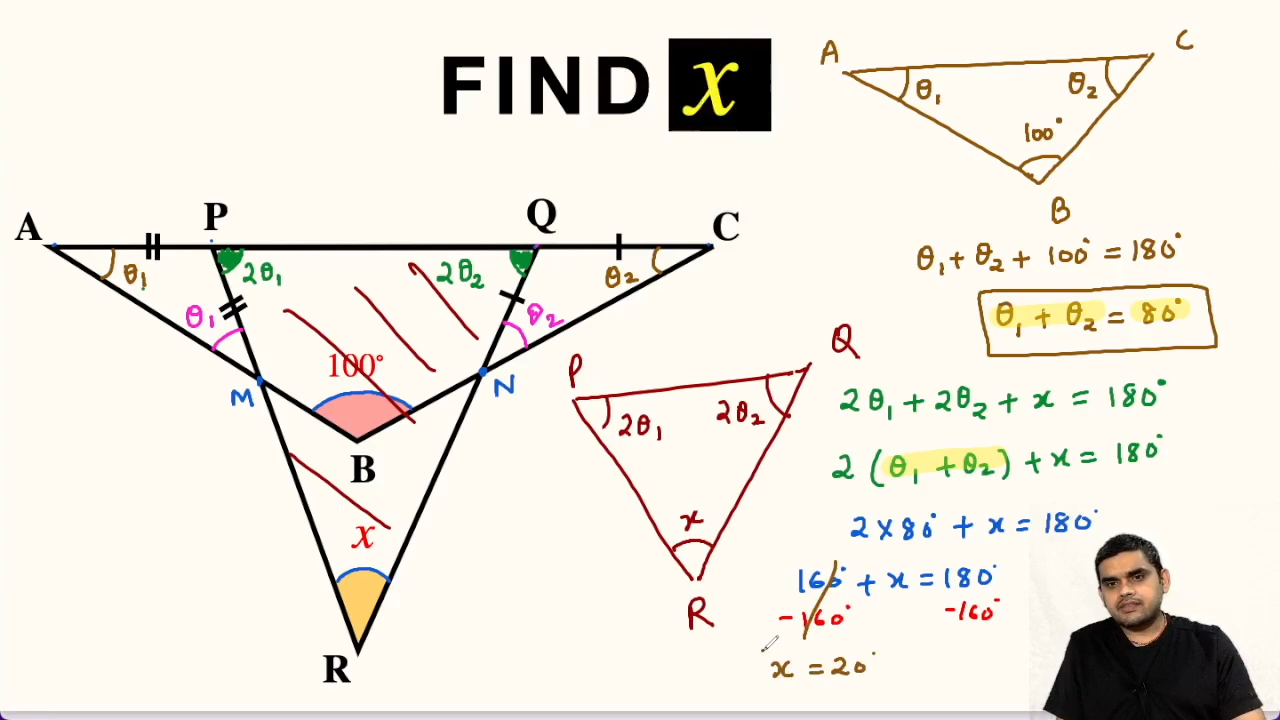 FIND x
A
C
θ₁
θ₂
100°
B
θ₁ + θ₂ + 100° = 180°
θ₁ + θ₂ = 80°
A
P
Q
C
θ₁
2θ₁
2θ₂
θ₂
θ₁
θ₂
100°
M
N
B
x
R
P
Q
2θ₁
2θ₂
x
R
2θ₁ + 2θ₂ + x = 180°
2 (θ₁ + θ₂) + x = 180°
2 × 80° + x = 180°
160° + x = 180°
-160° -160°
x = 20°